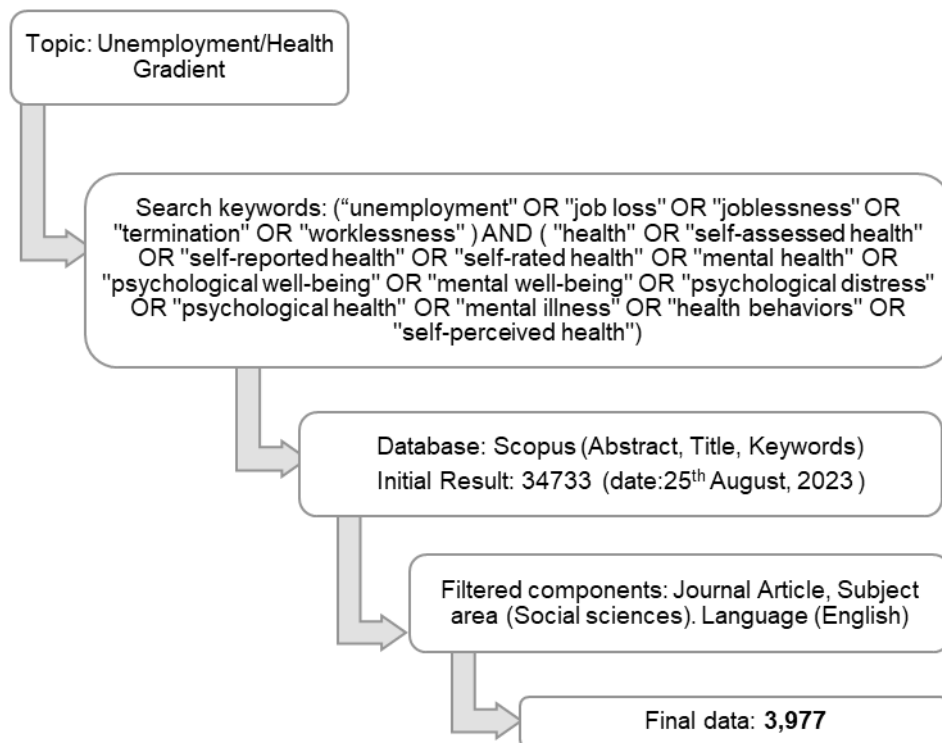 Topic: Unemployment/Health
Gradient
Search keywords: (“unemployment" OR "job loss" OR "joblessness" OR
"termination" OR "worklessness" ) AND ( "health" OR "self-assessed health"
OR "self-reported health" OR "self-rated health" OR "mental health" OR
"psychological well-being" OR "mental well-being" OR "psychological distress"
OR "psychological health" OR "mental illness" OR "health behaviors" OR
"self-perceived health")
Database: Scopus (Abstract, Title, Keywords)
Initial Result: 34733 (date:25th August, 2023 )
Filtered components: Journal Article, Subject
area (Social sciences). Language (English)
Final data: 3,977